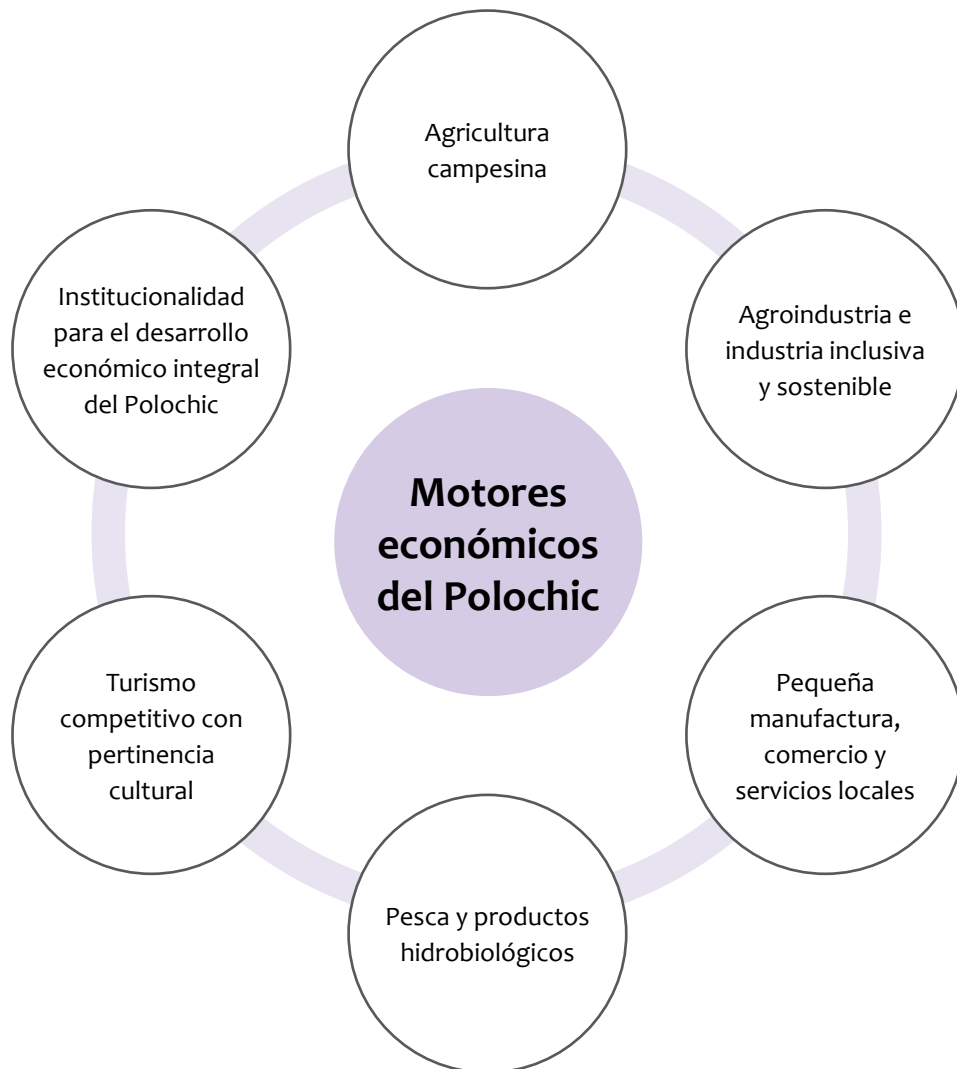 Agricultura
campesina
Agroindustria e
industria inclusiva
y sostenible
Pequeña
manufactura,
comercio y
servicios locales
Pesca y productos
hidrobiológicos
Turismo
competitivo con
pertinencia
cultural
Institucionalidad
para el desarrollo
económico integral
del Polochic
Motores
económicos
del Polochic